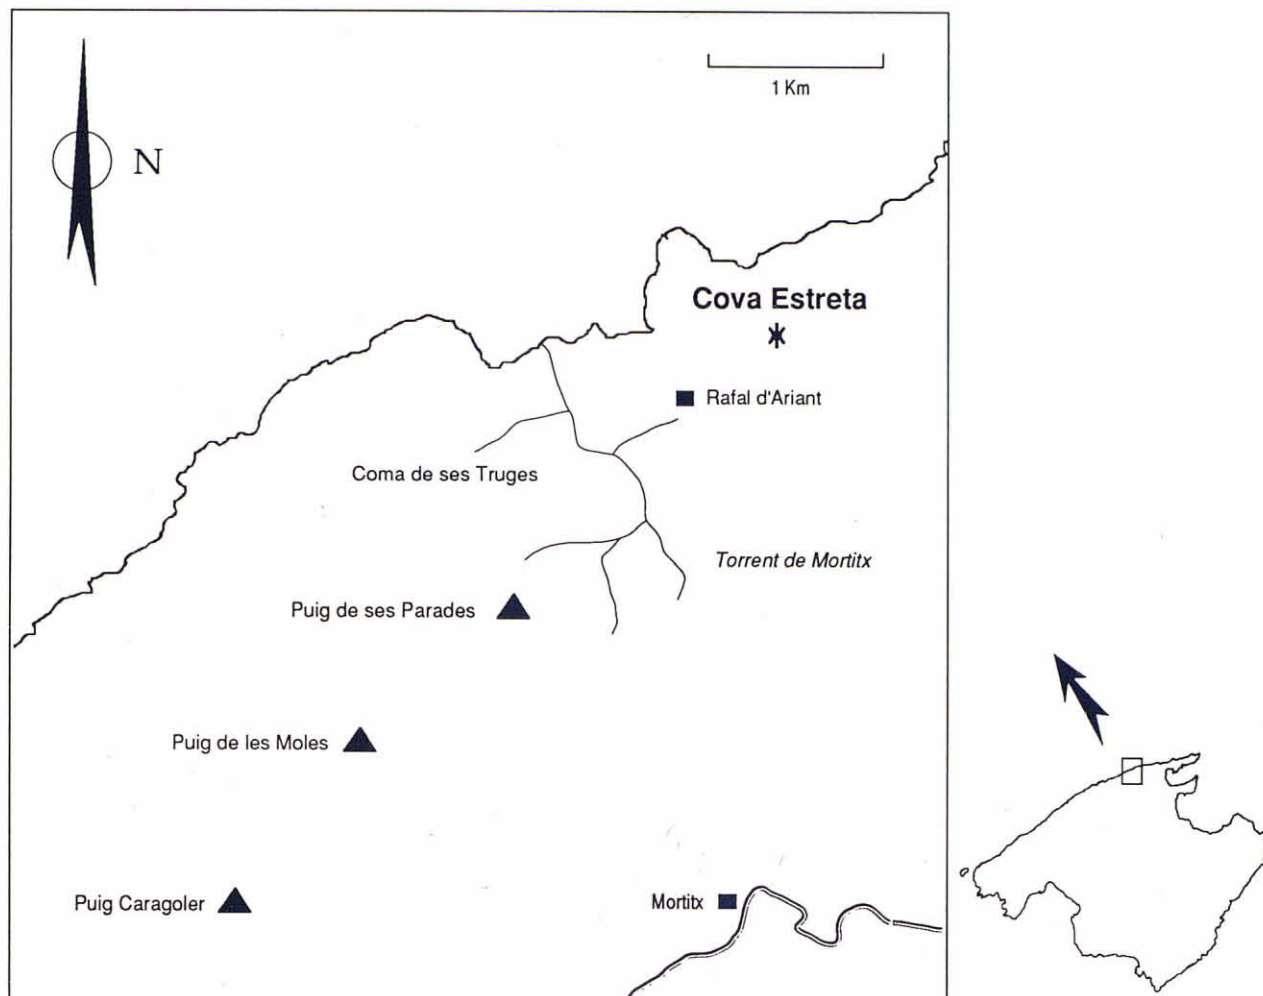 1 Km
N
Cova Estreta
Rafal d'Ariant
Coma de ses Truges
Torrent de Mortitx
Puig de ses Parades
Puig de les Moles
Puig Caragoler
Mortitx